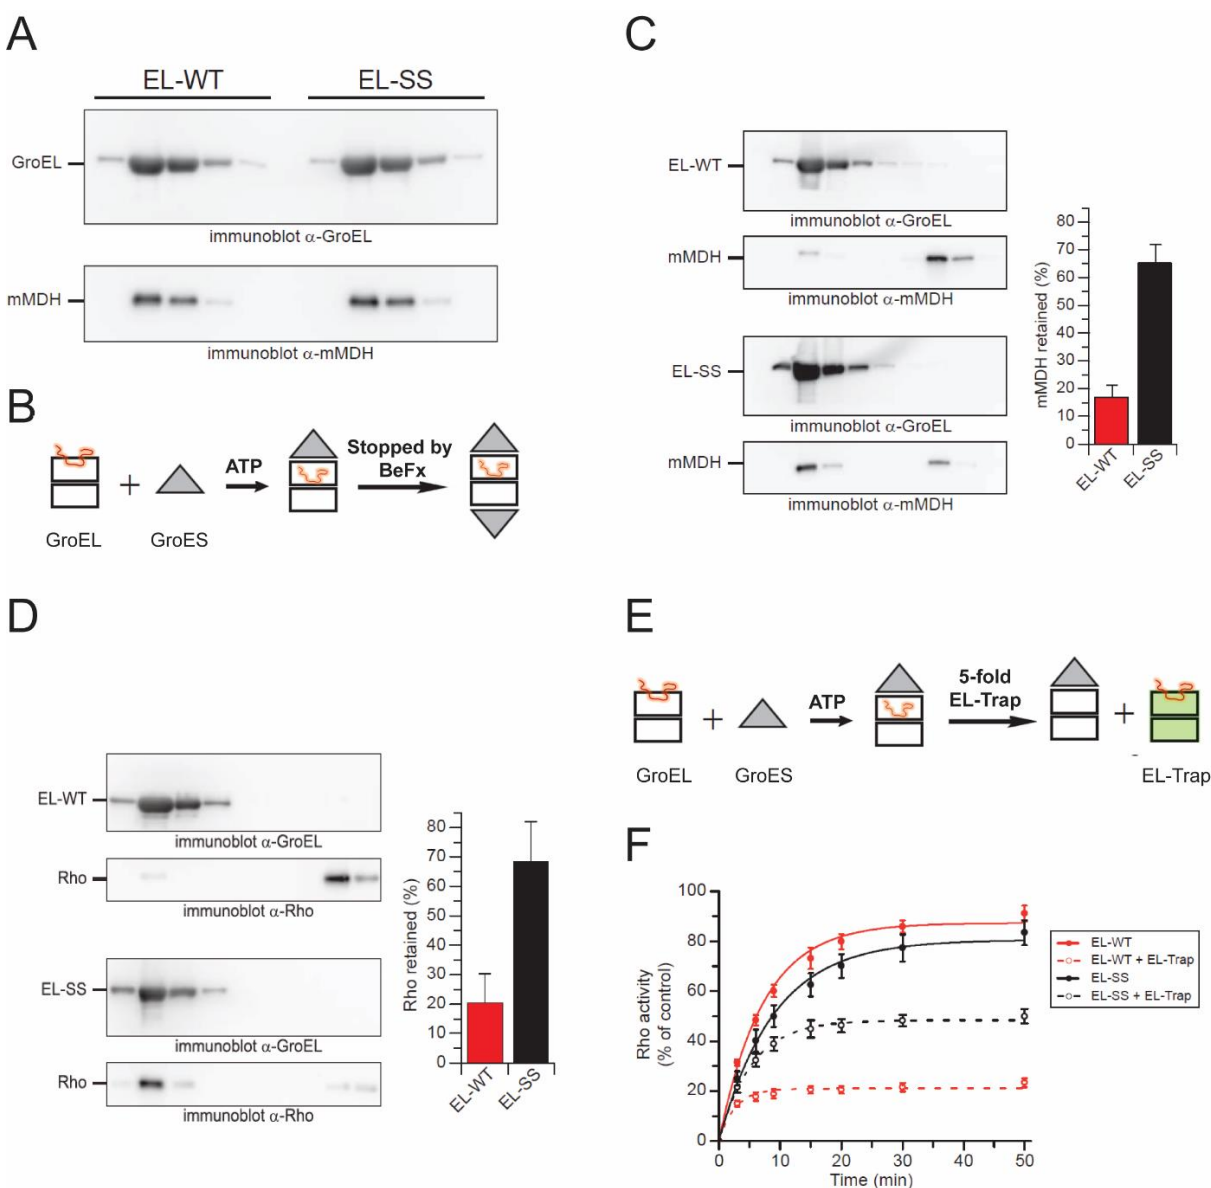 A
EL-WT EL-SS
GroEL
immunoblot α-GroEL
mMDH
immunoblot α-mMDH
B
ATP
Stopped by
BeFx
+
GroEL GroES
C
EL-WT
immunoblot α-GroEL
mMDH
immunoblot α-mMDH
EL-SS
immunoblot α-GroEL
mMDH
immunoblot α-mMDH
mMDH retained (%)
80
70
60
50
40
30
20
10
0
EL-WT
EL-SS
D
EL-WT
immunoblot α-GroEL
Rho
immunoblot α-Rho
EL-SS
immunoblot α-GroEL
Rho
immunoblot α-Rho
Rho retained (%)
80
70
60
50
40
30
20
10
0
EL-WT
EL-SS
E
ATP
5-fold
EL-Trap
+ +
GroEL GroES EL-Trap
F
Rho activity
(% of control)
100
80
60
40
20
0
0 10 20 30 40 50
Time (min)
EL-WT
EL-WT + EL-Trap
EL-SS
EL-SS + EL-Trap